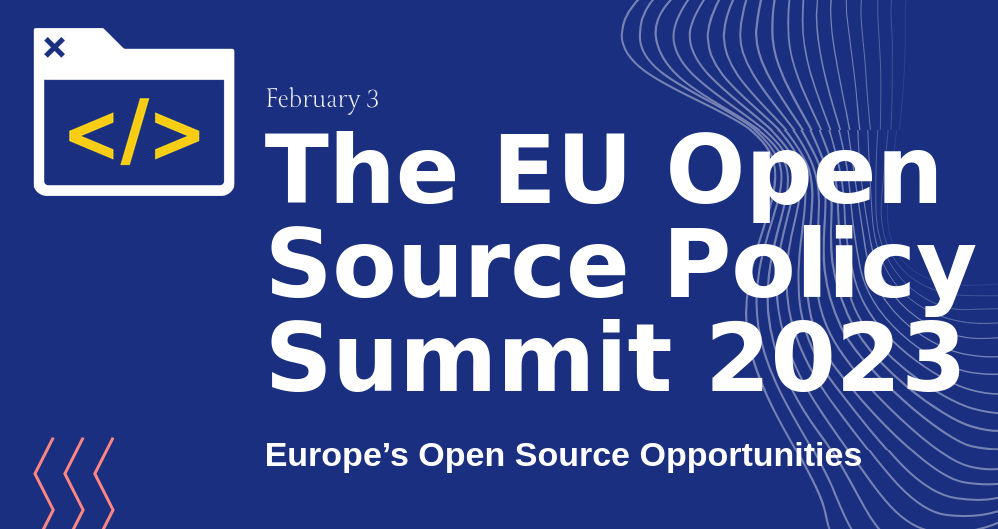 February 3
</>
The EU Open
Source Policy
Summit 2023
Europe’s Open Source Opportunities